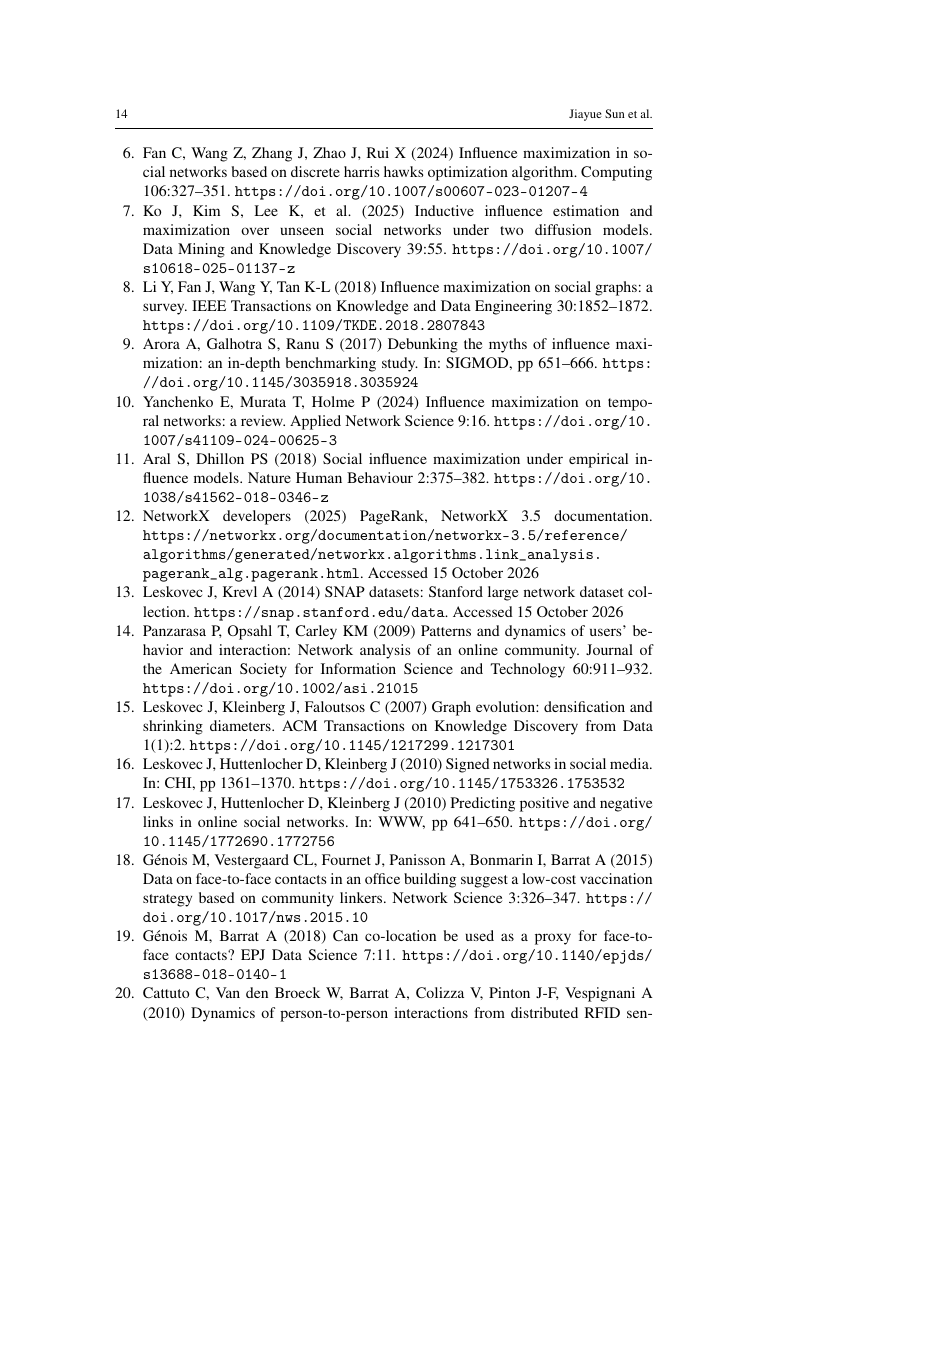 14 Jiayue Sun et al.
6. Fan C, Wang Z, Zhang J, Zhao J, Rui X (2024) Influence maximization in so-
cial networks based on discrete harris hawks optimization algorithm. Computing
106:327–351. https://doi.org/10.1007/s00607-023-01207-4
7. Ko J, Kim S, Lee K, et al. (2025) Inductive influence estimation and
maximization over unseen social networks under two diffusion models.
Data Mining and Knowledge Discovery 39:55. https://doi.org/10.1007/
s10618-025-01137-z
8. Li Y, Fan J, Wang Y, Tan K-L (2018) Influence maximization on social graphs: a
survey. IEEE Transactions on Knowledge and Data Engineering 30:1852–1872.
https://doi.org/10.1109/TKDE.2018.2807843
9. Arora A, Galhotra S, Ranu S (2017) Debunking the myths of influence maxi-
mization: an in-depth benchmarking study. In: SIGMOD, pp 651–666. https:
//doi.org/10.1145/3035918.3035924
10. Yanchenko E, Murata T, Holme P (2024) Influence maximization on tempo-
ral networks: a review. Applied Network Science 9:16. https://doi.org/10.
1007/s41109-024-00625-3
11. Aral S, Dhillon PS (2018) Social influence maximization under empirical in-
fluence models. Nature Human Behaviour 2:375–382. https://doi.org/10.
1038/s41562-018-0346-z
12. NetworkX developers (2025) PageRank, NetworkX 3.5 documentation.
https://networkx.org/documentation/networkx-3.5/reference/
algorithms/generated/networkx.algorithms.link_analysis.
pagerank_alg.pagerank.html. Accessed 15 October 2026
13. Leskovec J, Krevl A (2014) SNAP datasets: Stanford large network dataset col-
lection. https://snap.stanford.edu/data. Accessed 15 October 2026
14. Panzarasa P, Opsahl T, Carley KM (2009) Patterns and dynamics of users' be-
havior and interaction: Network analysis of an online community. Journal of
the American Society for Information Science and Technology 60:911–932.
https://doi.org/10.1002/asi.21015
15. Leskovec J, Kleinberg J, Faloutsos C (2007) Graph evolution: densification and
shrinking diameters. ACM Transactions on Knowledge Discovery from Data
1(1):2. https://doi.org/10.1145/1217299.1217301
16. Leskovec J, Huttenlocher D, Kleinberg J (2010) Signed networks in social media.
In: CHI, pp 1361–1370. https://doi.org/10.1145/1753326.1753532
17. Leskovec J, Huttenlocher D, Kleinberg J (2010) Predicting positive and negative
links in online social networks. In: WWW, pp 641–650. https://doi.org/
10.1145/1772690.1772756
18. Génois M, Vestergaard CL, Fournet J, Panisson A, Bonmarin I, Barrat A (2015)
Data on face-to-face contacts in an office building suggest a low-cost vaccination
strategy based on community linkers. Network Science 3:326–347. https://
doi.org/10.1017/nws.2015.10
19. Génois M, Barrat A (2018) Can co-location be used as a proxy for face-to-
face contacts? EPJ Data Science 7:11. https://doi.org/10.1140/epjds/
s13688-018-0140-1
20. Cattuto C, Van den Broeck W, Barrat A, Colizza V, Pinton J-F, Vespignani A
(2010) Dynamics of person-to-person interactions from distributed RFID sen-